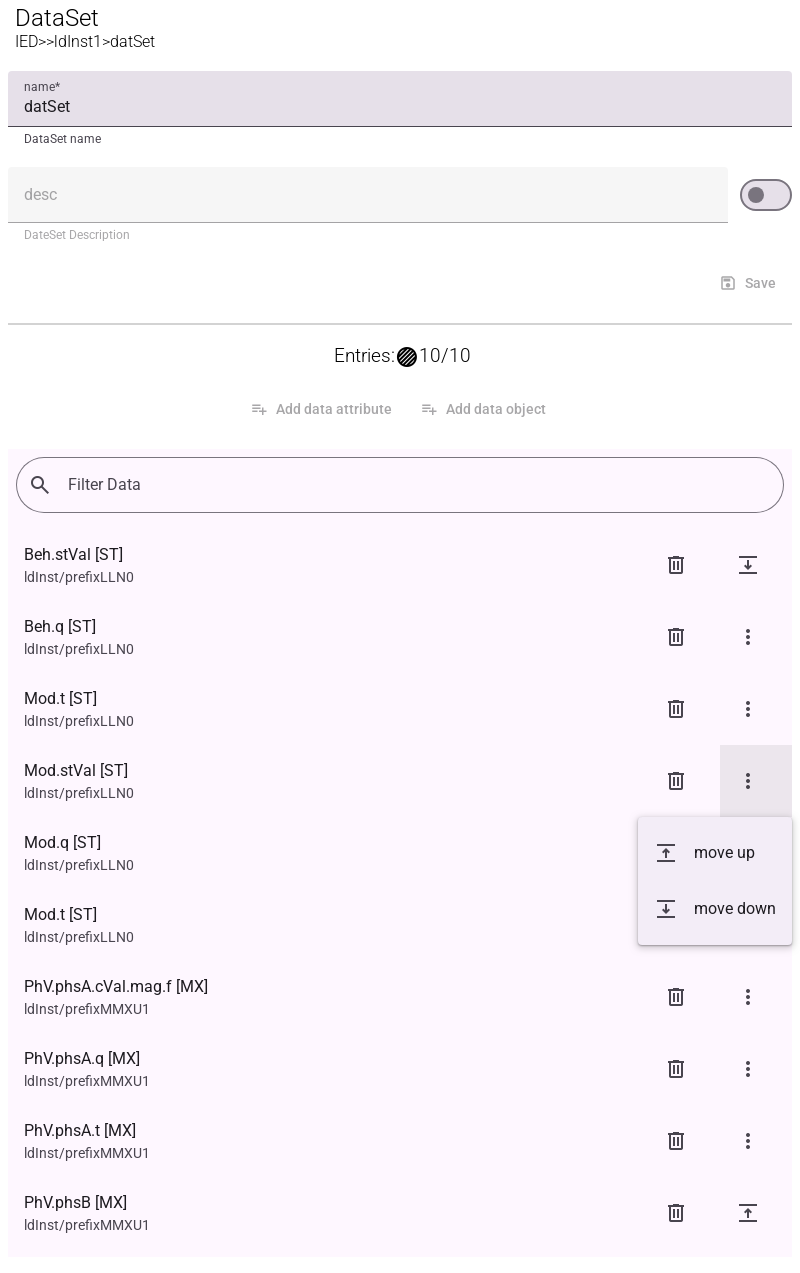 DataSet
IED>>ldInst1>datSet
name*
datSet
DataSet name
desc
DateSet Description
Save
Entries: 10/10
Add data attribute Add data object
Filter Data
Beh.stVal [ST]
ldInst/prefixLLN0
Beh.q [ST]
ldInst/prefixLLN0
Mod.t [ST]
ldInst/prefixLLN0
Mod.stVal [ST]
ldInst/prefixLLN0
Mod.q [ST]
ldInst/prefixLLN0
move up
Mod.t [ST]
ldInst/prefixLLN0
move down
PhV.phsA.cVal.mag.f [MX]
ldInst/prefixMMXU1
PhV.phsA.q [MX]
ldInst/prefixMMXU1
PhV.phsA.t [MX]
ldInst/prefixMMXU1
PhV.phsB [MX]
ldInst/prefixMMXU1